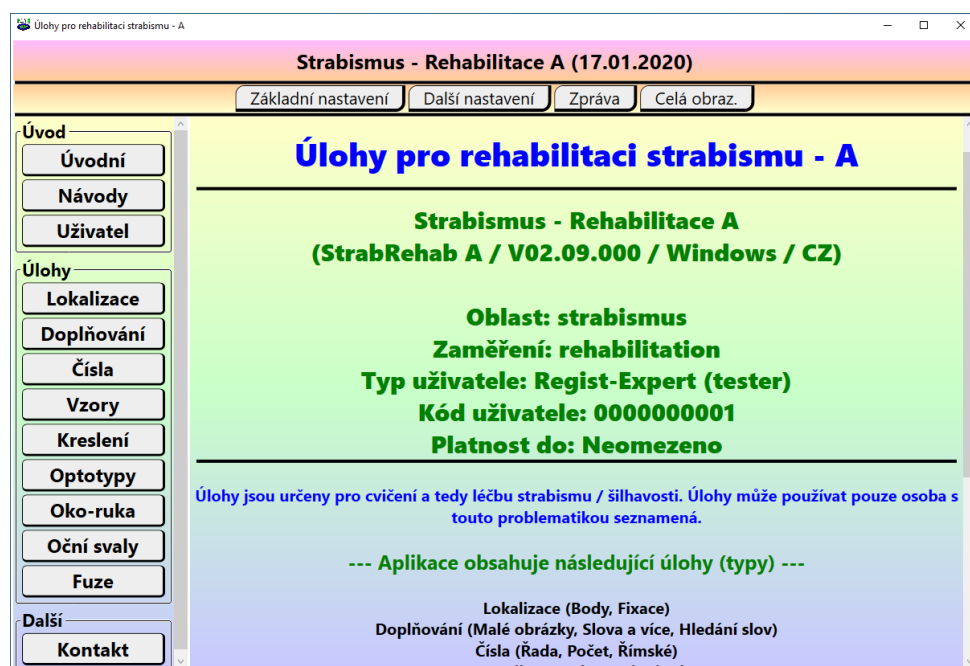 Úlohy pro rehabilitaci strabismu - A
Strabismus - Rehabilitace A (17.01.2020)
Základní nastavení
Další nastavení
Zpráva
Celá obraz.
Úvod
Úvodní
Návody
Uživatel
Úlohy
Lokalizace
Doplňování
Čísla
Vzory
Kreslení
Optotypy
Oko-ruka
Oční svaly
Fuze
Další
Kontakt
Úlohy pro rehabilitaci strabismu - A
Strabismus - Rehabilitace A
(StrabRehab A / V02.09.000 / Windows / CZ)
Oblast: strabismus
Zaměření: rehabilitation
Typ uživatele: Regist-Expert (tester)
Kód uživatele: 0000000001
Platnost do: Neomezeno
Úlohy jsou určeny pro cvičení a tedy léčbu strabismu / šilhavosti. Úlohy může používat pouze osoba s
touto problematikou seznamená.
--- Aplikace obsahuje následující úlohy (typy) ---
Lokalizace (Body, Fixace)
Doplňování (Malé obrázky, Slova a více, Hledání slov)
Čísla (Řada, Počet, Římské)